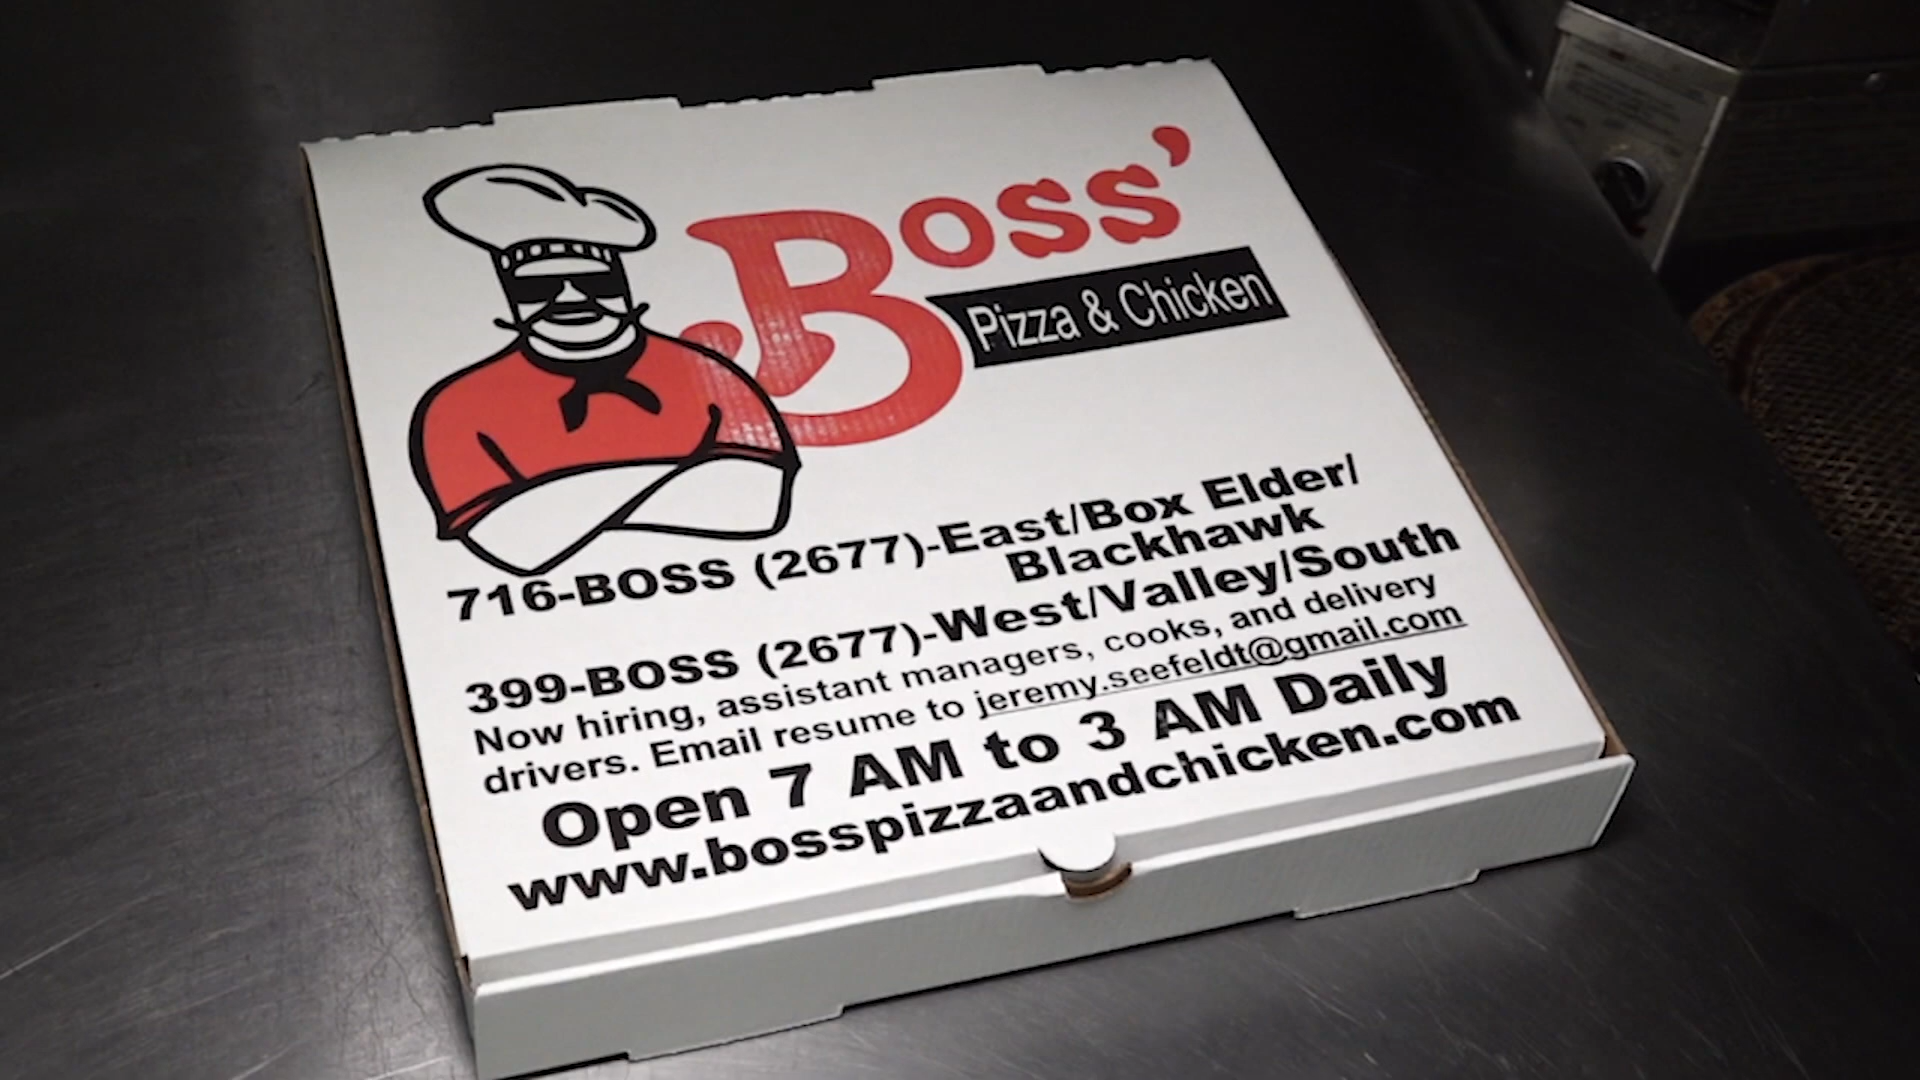 Boss'
Pizza & Chicken
716-BOSS (2677)-East/Box Elder/
Blackhawk
399-BOSS (2677)-West/Valley/South
Now hiring, assistant managers, cooks, and delivery
drivers. Email resume to jeremy.seefeldt@gmail.com
Open 7 AM to 3 AM Daily
www.bosspizzaandchicken.com